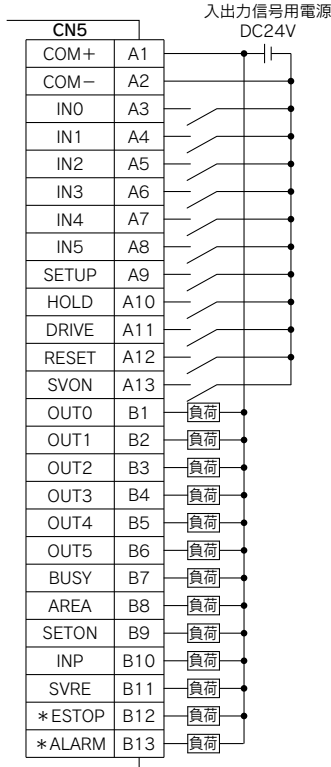 入出力信号用電源
DC24V
CN5
COM+ A1
COM− A2
IN0 A3
IN1 A4
IN2 A5
IN3 A6
IN4 A7
IN5 A8
SETUP A9
HOLD A10
DRIVE A11
RESET A12
SVON A13
OUT0 B1 負荷
OUT1 B2 負荷
OUT2 B3 負荷
OUT3 B4 負荷
OUT4 B5 負荷
OUT5 B6 負荷
BUSY B7 負荷
AREA B8 負荷
SETON B9 負荷
INP B10 負荷
SVRE B11 負荷
*ESTOP B12 負荷
*ALARM B13 負荷